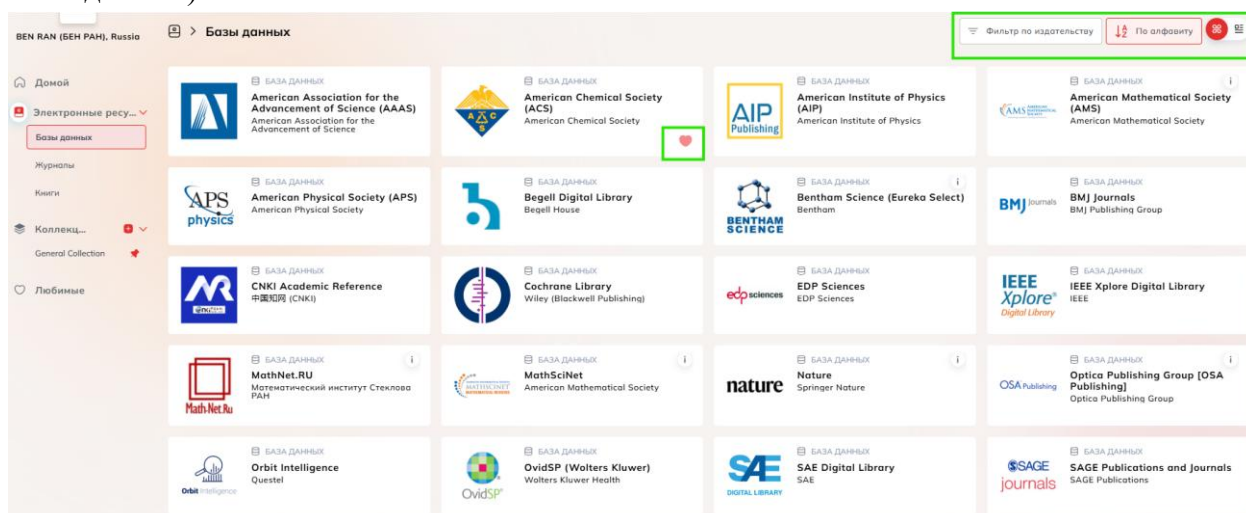 BEN RAN (БЕН РАН), Russia
Базы данных
Фильтр по издательству
По алфавиту
Домой
Электронные ресу...
Базы данных
Журналы
Книги
Коллекц...
General Collection
Любимые
БАЗА ДАННЫХ
American Association for the
Advancement of Science (AAAS)
American Association for the
Advancement of Science
БАЗА ДАННЫХ
American Chemical Society
(ACS)
American Chemical Society
ACS
БАЗА ДАННЫХ
American Institute of Physics
(AIP)
American Institute of Physics
AIP
Publishing
БАЗА ДАННЫХ
American Mathematical Society
(AMS)
American Mathematical Society
AMS
БАЗА ДАННЫХ
American Physical Society (APS)
American Physical Society
APS
physics
БАЗА ДАННЫХ
Begell Digital Library
Begell House
БАЗА ДАННЫХ
Bentham Science (Eureka Select)
Bentham
BENTHAM
SCIENCE
БАЗА ДАННЫХ
BMJ Journals
BMJ Publishing Group
BMJ Journals
БАЗА ДАННЫХ
CNKI Academic Reference
中国知网 (CNKI)
БАЗА ДАННЫХ
Cochrane Library
Wiley (Blackwell Publishing)
БАЗА ДАННЫХ
EDP Sciences
EDP Sciences
edp sciences
БАЗА ДАННЫХ
IEEE Xplore Digital Library
IEEE
IEEE
Xplore®
Digital Library
БАЗА ДАННЫХ
MathNet.RU
Математический институт Стеклова
РАН
Math-Net.Ru
БАЗА ДАННЫХ
MathSciNet
American Mathematical Society
MATHSCINET
БАЗА ДАННЫХ
Nature
Springer Nature
nature
БАЗА ДАННЫХ
Optica Publishing Group [OSA
Publishing]
Optica Publishing Group
OSA Publishing
БАЗА ДАННЫХ
Orbit Intelligence
Questel
Orbit Intelligence
БАЗА ДАННЫХ
OvidSP (Wolters Kluwer)
Wolters Kluwer Health
OvidSP
БАЗА ДАННЫХ
SAE Digital Library
SAE
SAE
DIGITAL LIBRARY
БАЗА ДАННЫХ
SAGE Publications and Journals
SAGE Publications
SAGE
journals